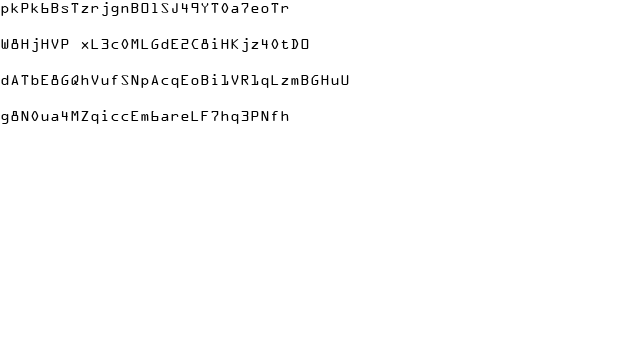 pkPk6BsTzrjgnBO1SJ49YT0a7eoTr
W8HjHVP xL3c0MLGdE2C8iHKjz40tDO
dATbE8GQhVufSNpAcqEoBi1VR1qLzmBGHuU
g8N0ua4MZqiccEm6areLF7hq3PNfh